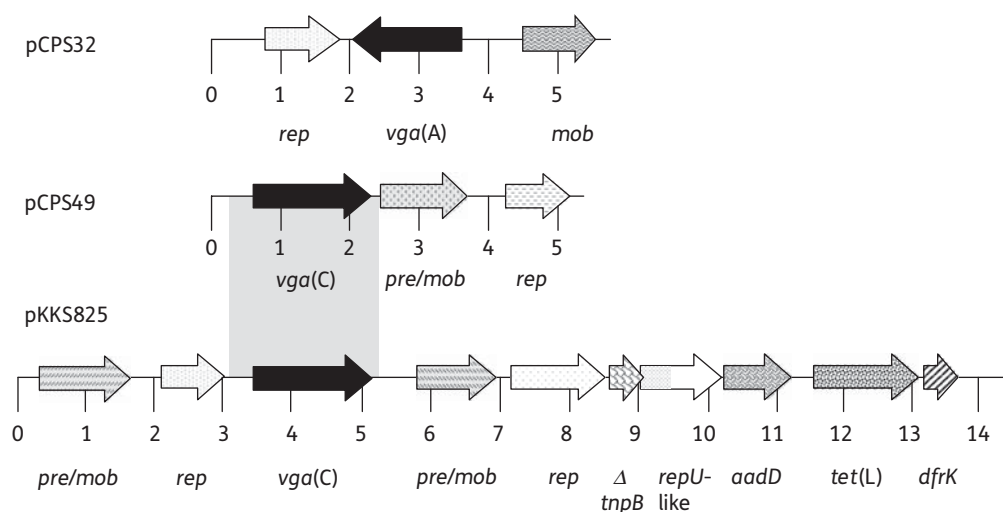 pCPS32
0 1 2 3 4 5
rep vga(A) mob
pCPS49
0 1 2 3 4 5
vga(C) pre/mob rep
pKKS825
0 1 2 3 4 5 6 7 8 9 10 11 12 13 14
pre/mob rep vga(C) pre/mob rep Δ repU- aadD tet(L) dfrK
tnpB like